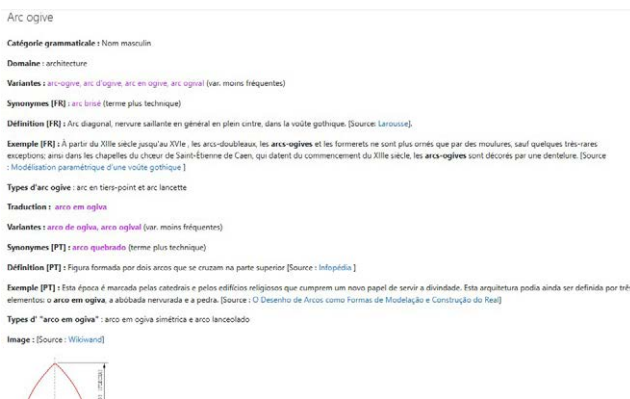 Arc ogive
Catégorie grammaticale : Nom masculin
Domaine : architecture
Variantes : arc-ogive, arc d'ogive, arc en ogive, arc ogival (var. moins fréquentes)
Synonymes [FR] : arc brisé (terme plus technique)
Définition [FR] : Arc diagonal, nervure saillante en général en plein cintre, dans la voûte gothique. [Source: Larousse].
Exemple [FR] : À partir du XIIIe siècle jusqu'au XVIe , les arcs-doubleaux, les arcs-ogives et les formerets ne sont plus ornés que par des moulures, sauf quelques très-rares
exceptions; ainsi dans les chapelles du chœur de Saint-Étienne de Caen, qui datent du commencement du XIIIe siècle, les arcs-ogives sont décorés par une dentelure. [Source
: Modélisation paramétrique d'une voûte gothique ]
Types d'arc ogive : arc en tiers-point et arc lancette
Traduction : arco em ogiva
Variantes : arco de ogiva, arco ogival (var. moins fréquentes)
Synonymes [PT] : arco quebrado (terme plus technique)
Définition [PT] : Figura formada por dois arcos que se cruzam na parte superior [Source : Infopédia ]
Exemple [PT] : Esta época é marcada pelas catedrais e pelos edifícios religiosos que cumprem um novo papel de servir a divindade. Esta arquitetura podia ainda ser definida por três
elementos: o arco em ogiva, a abóbada nervurada e a pedra. [Source : O Desenho de Arcos como Formas de Modelação e Construção do Real]
Types d' "arco em ogiva" : arco em ogiva simétrica e arco lanceolado
Image : [Source : Wikiwand]